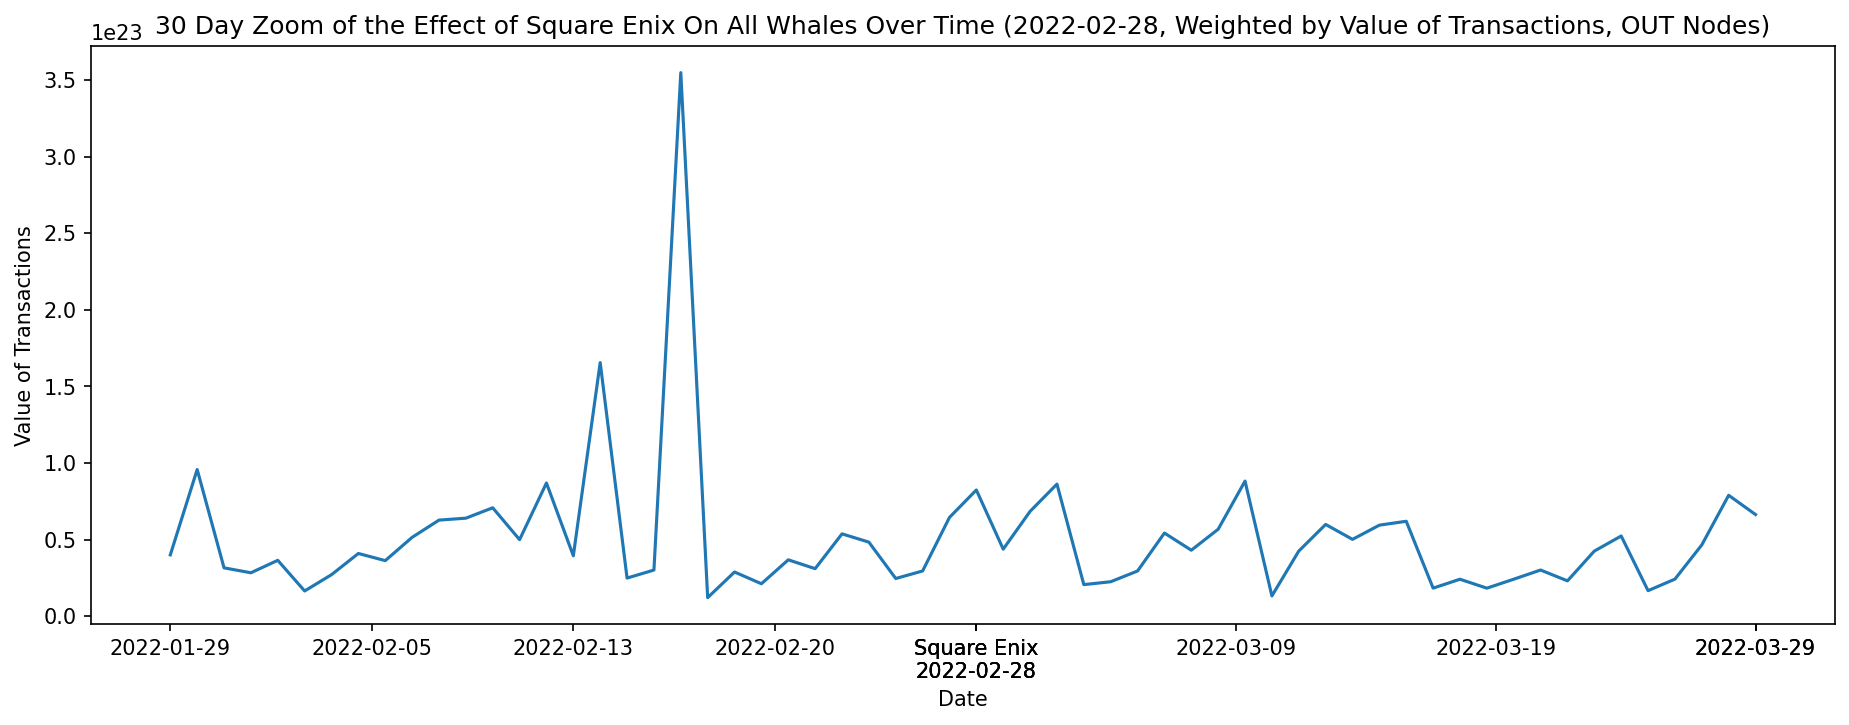 30 Day Zoom of the Effect of Square Enix On All Whales Over Time (2022-02-28, Weighted by Value of Transactions, OUT Nodes)
1e23
3.5
3.0
2.5
2.0
1.5
1.0
0.5
0.0
Value of Transactions
2022-01-29 2022-02-05 2022-02-13 2022-02-20 Square Enix 2022-03-09 2022-03-19 2022-03-29
2022-02-28
Date